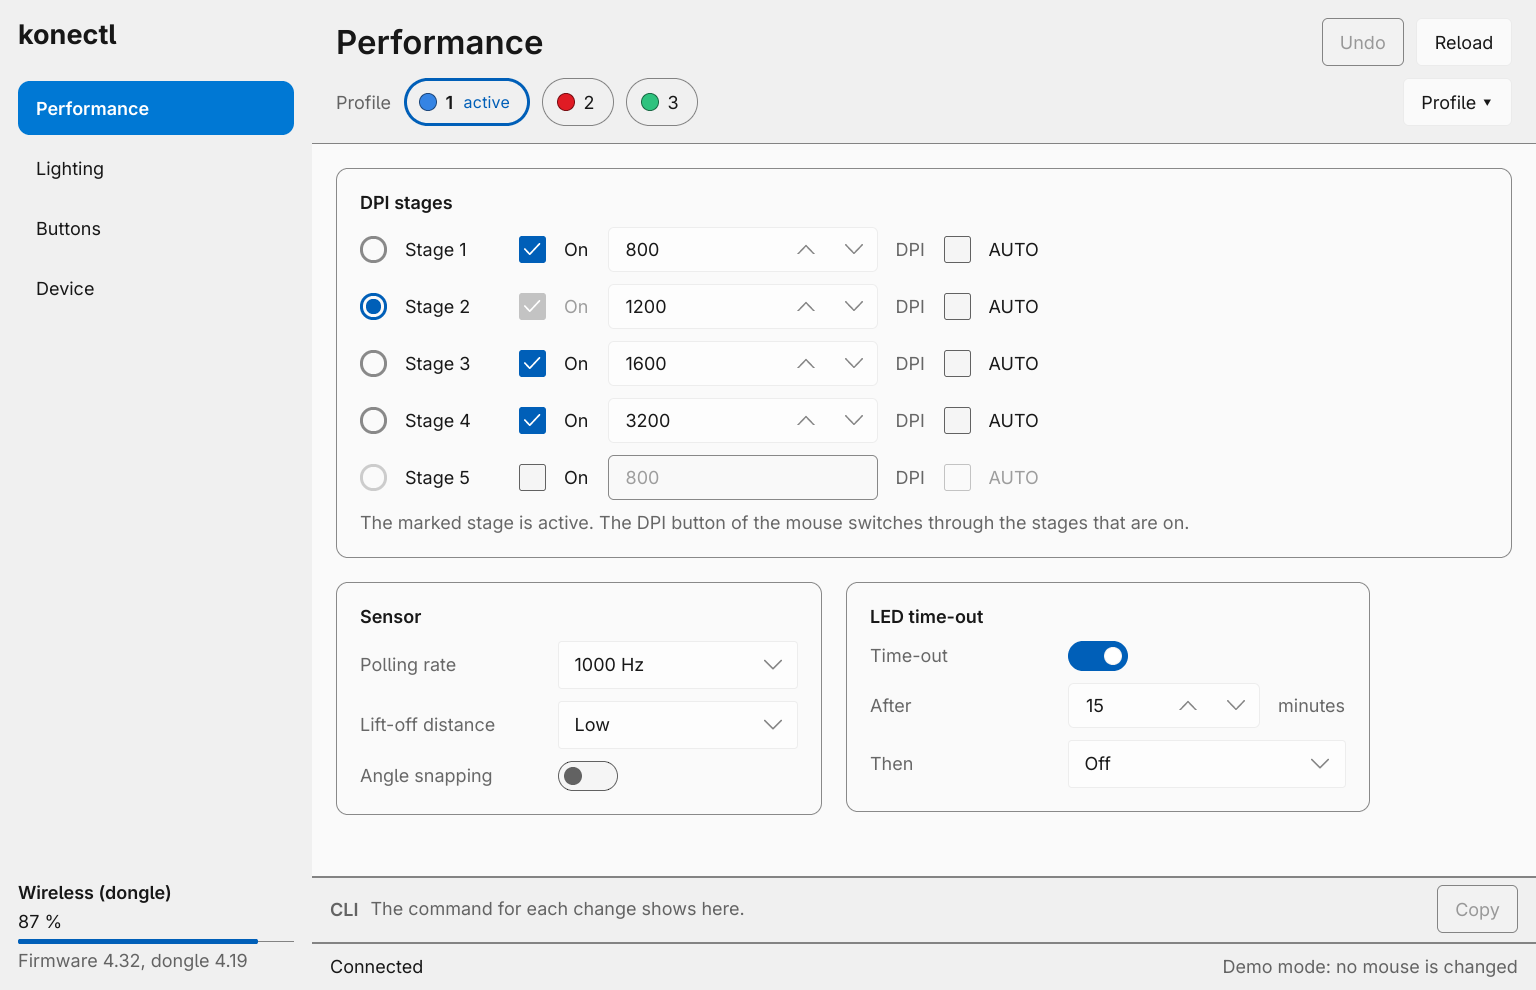 konectl
Performance
Lighting
Buttons
Device
Wireless (dongle)
87 %
Firmware 4.32, dongle 4.19
Performance
Undo
Reload
Profile
1 active
2
3
Profile ▾
DPI stages
Stage 1 On 800 DPI AUTO
Stage 2 On 1200 DPI AUTO
Stage 3 On 1600 DPI AUTO
Stage 4 On 3200 DPI AUTO
Stage 5 On 800 DPI AUTO
The marked stage is active. The DPI button of the mouse switches through the stages that are on.
Sensor
Polling rate 1000 Hz
Lift-off distance Low
Angle snapping
LED time-out
Time-out
After 15 minutes
Then Off
CLI The command for each change shows here.
Copy
Connected
Demo mode: no mouse is changed